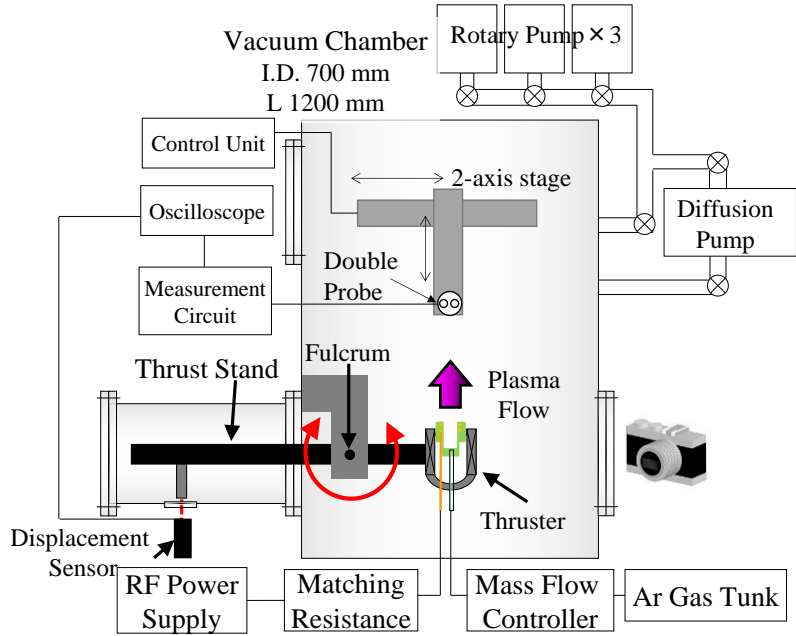 Vacuum Chamber
I.D. 700 mm
L 1200 mm
Rotary Pump×3
Control Unit
2-axis stage
Oscilloscope
Diffusion
Pump
Double
Probe
Measurement
Circuit
Fulcrum
Thrust Stand
Plasma
Flow
Thruster
Displacement
Sensor
RF Power
Supply
Matching
Resistance
Mass Flow
Controller
Ar Gas Tunk